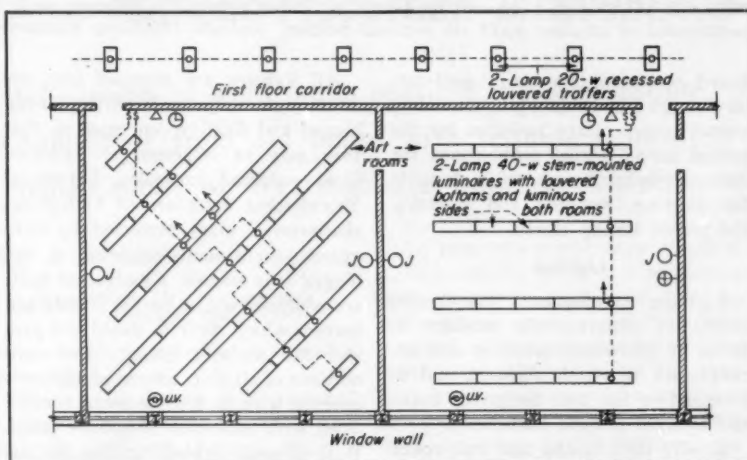 2-Lamp 20-w recessed
louvered troffers
First floor corridor
Art
rooms
2-Lamp 40-w stem-mounted
luminaires with louvered
bottoms and luminous
sides
both rooms
J
J
J
u.v.
u.v.
Window wall